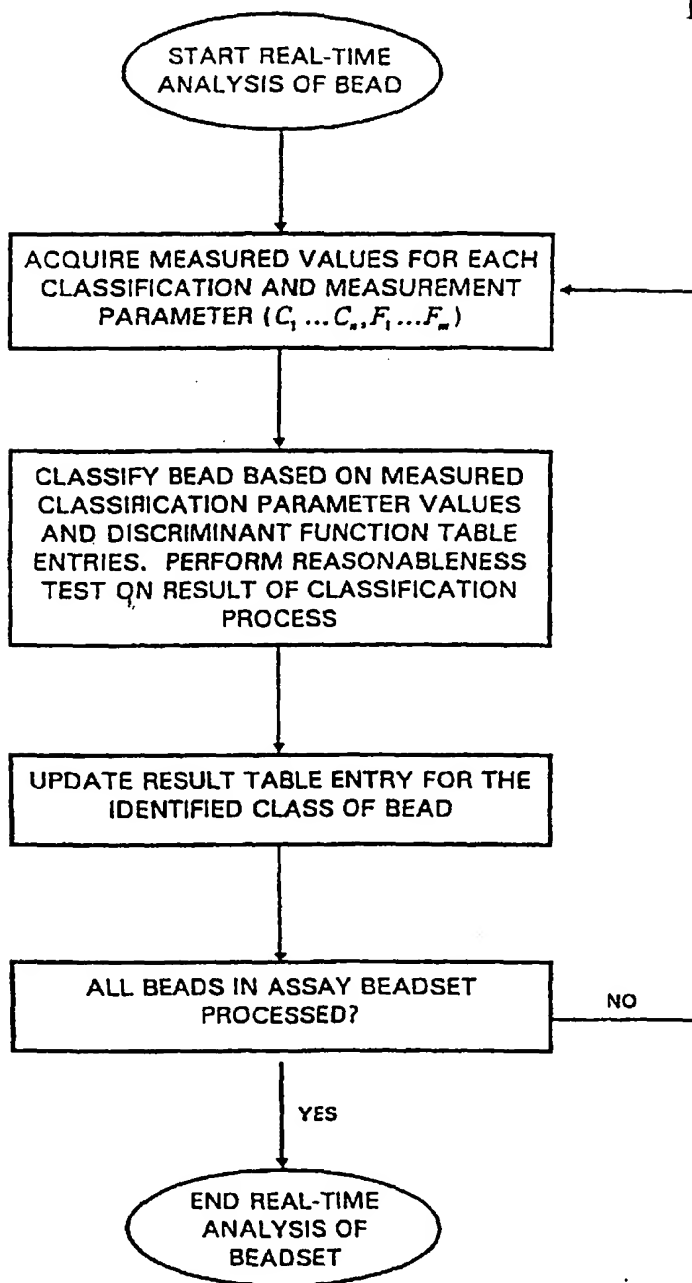 START REAL-TIME
ANALYSIS OF BEAD
ACQUIRE MEASURED VALUES FOR EACH
CLASSIFICATION AND MEASUREMENT
PARAMETER (C₁ ... Cₙ, F₁ ... Fₘ)
CLASSIFY BEAD BASED ON MEASURED
CLASSIFICATION PARAMETER VALUES
AND DISCRIMINANT FUNCTION TABLE
ENTRIES. PERFORM REASONABLENESS
TEST ON RESULT OF CLASSIFICATION
PROCESS
UPDATE RESULT TABLE ENTRY FOR THE
IDENTIFIED CLASS OF BEAD
ALL BEADS IN ASSAY BEADSET
PROCESSED?
NO
YES
END REAL-TIME
ANALYSIS OF
BEADSET